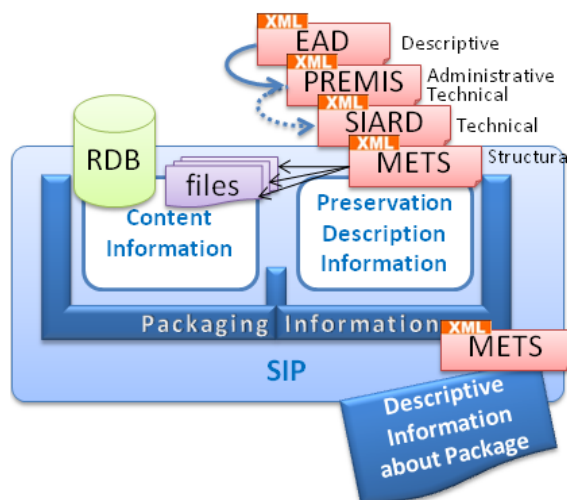 XML
EAD
Descriptive
XML
PREMIS
Administrative
Technical
XML
SIARD
Technical
XML
METS
Structura
RDB
files
Content
Information
Preservation
Description
Information
Packaging Information
XML
METS
SIP
Descriptive
Information
about Package